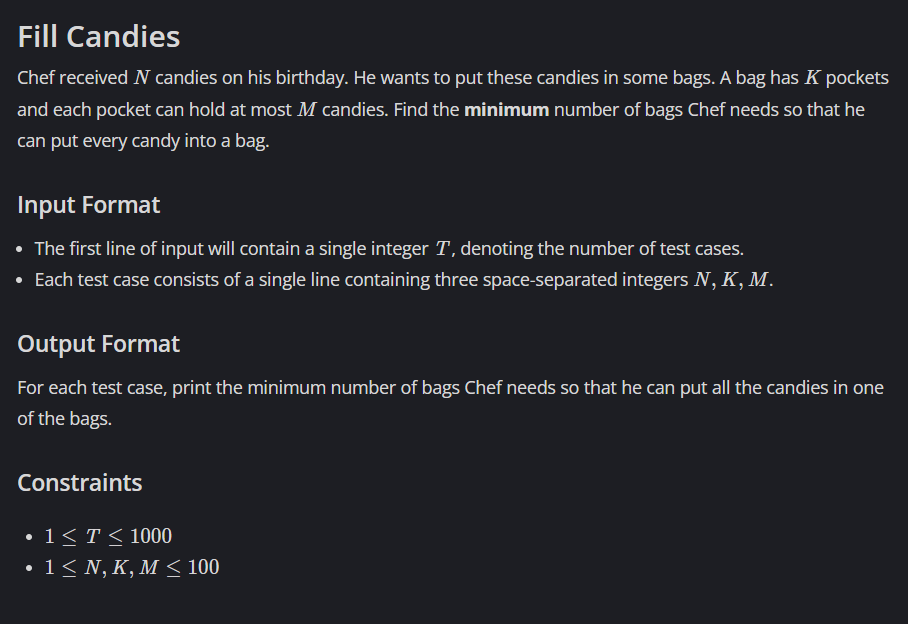 Fill Candies
Chef received N candies on his birthday. He wants to put these candies in some bags. A bag has K pockets
and each pocket can hold at most M candies. Find the minimum number of bags Chef needs so that he
can put every candy into a bag.
Input Format
• The first line of input will contain a single integer T, denoting the number of test cases.
• Each test case consists of a single line containing three space-separated integers N, K, M.
Output Format
For each test case, print the minimum number of bags Chef needs so that he can put all the candies in one
of the bags.
Constraints
• 1 ≤ T ≤ 1000
• 1 ≤ N, K, M ≤ 100